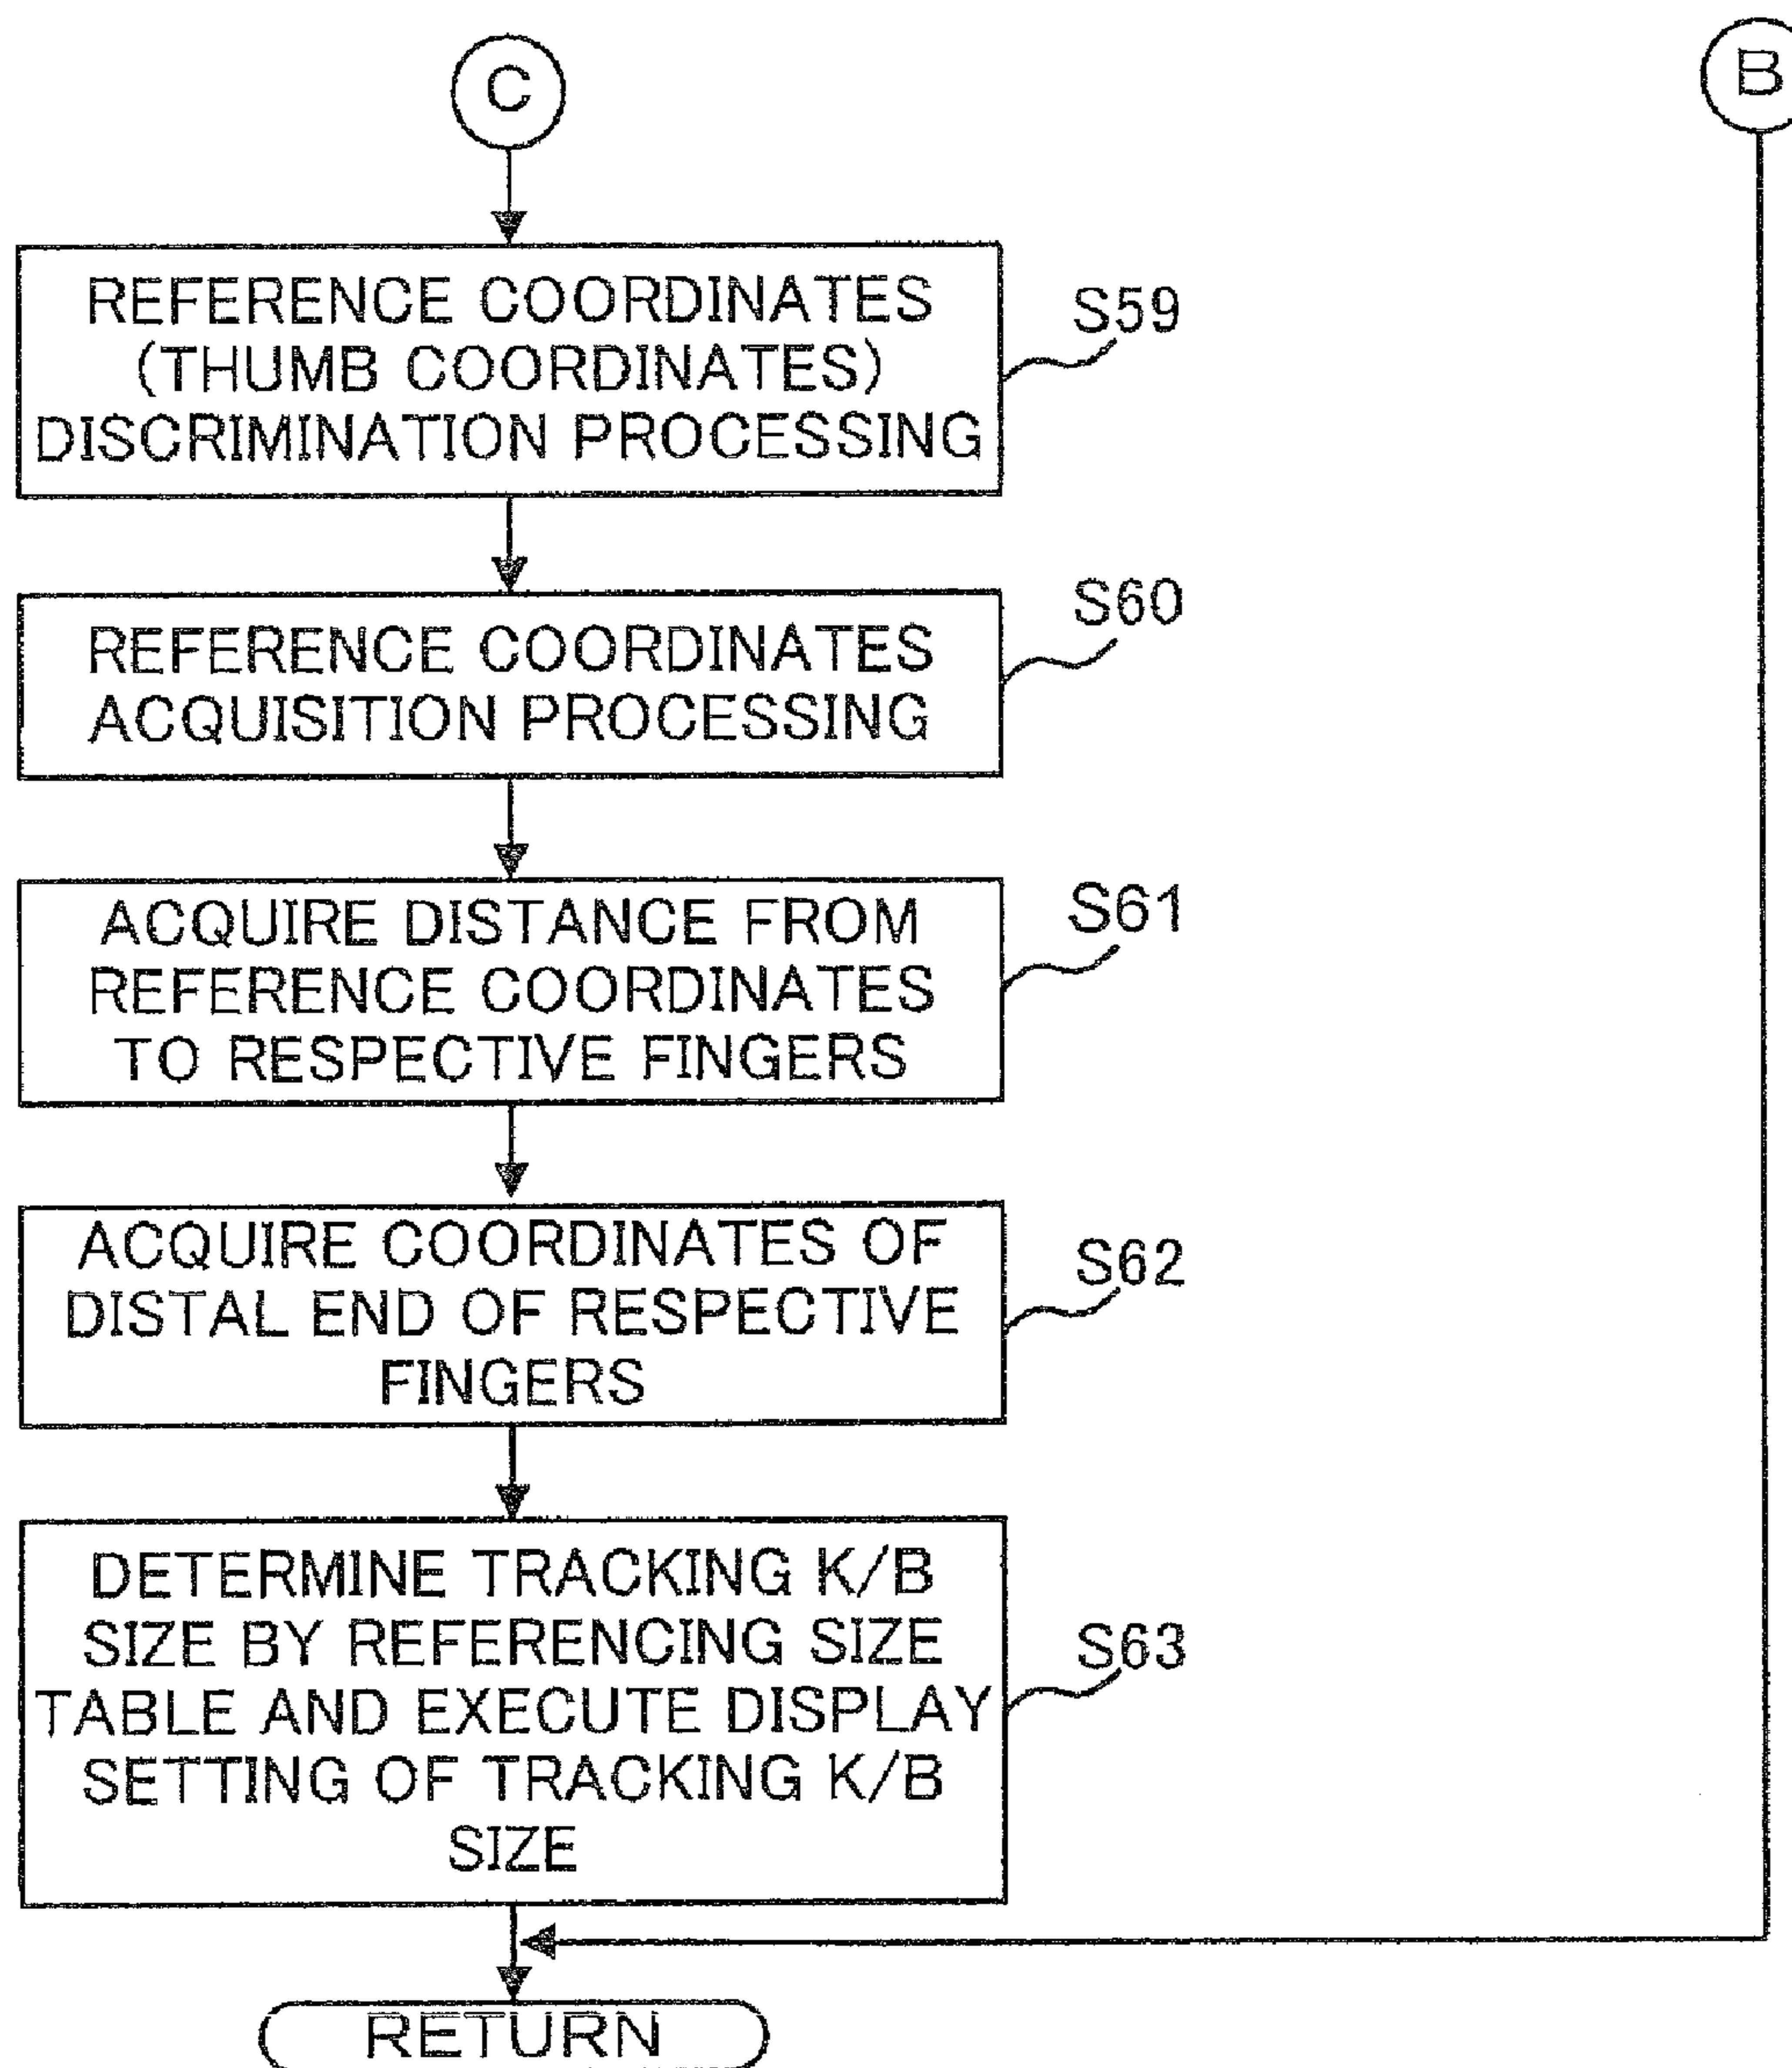 C
B
REFERENCE COORDINATES
(THUMB COORDINATES)
DISCRIMINATION PROCESSING
S59
REFERENCE COORDINATES
ACQUISITION PROCESSING
S60
ACQUIRE DISTANCE FROM
REFERENCE COORDINATES
TO RESPECTIVE FINGERS
S61
ACQUIRE COORDINATES OF
DISTAL END OF RESPECTIVE
FINGERS
S62
DETERMINE TRACKING K/B
SIZE BY REFERENCING SIZE
TABLE AND EXECUTE DISPLAY
SETTING OF TRACKING K/B
SIZE
S63
RETURN